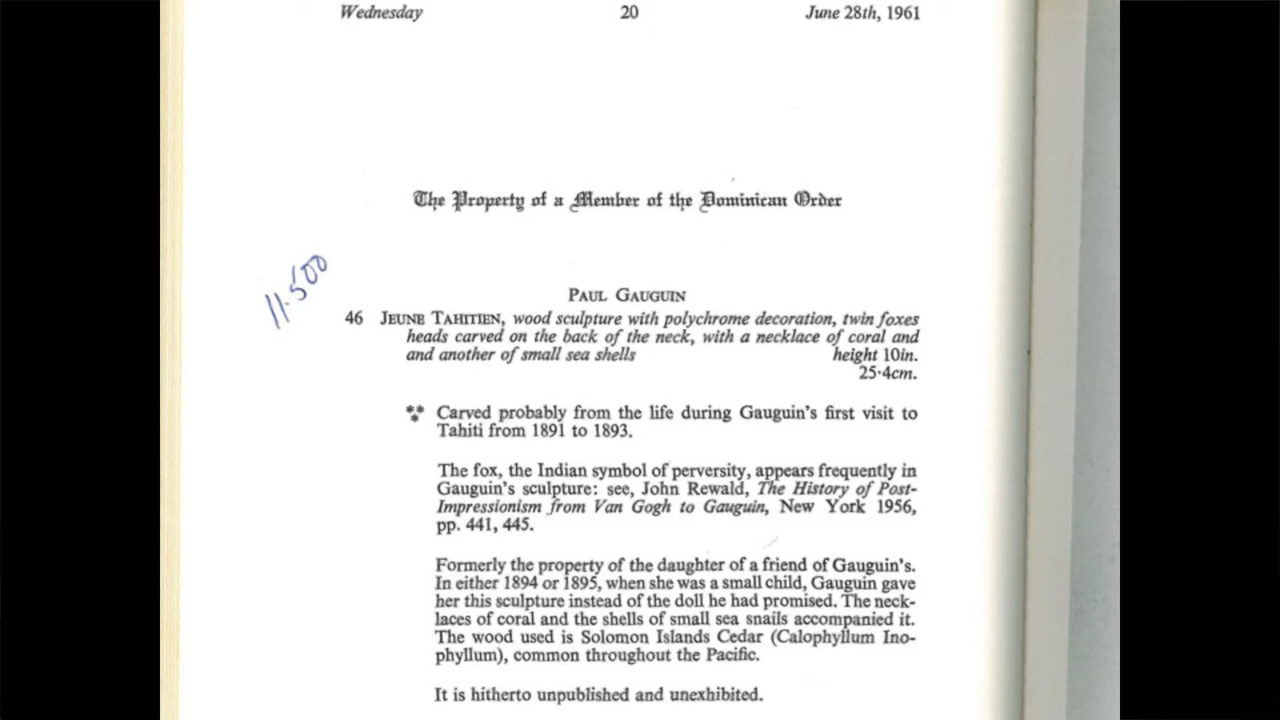 Wednesday 20 June 28th, 1961
The Property of a Member of the Dominican Order
11.500
PAUL GAUGUIN
46 JEUNE TAHITIEN, wood sculpture with polychrome decoration, twin foxes
heads carved on the back of the neck, with a necklace of coral and
and another of small sea shells height 10in.
25·4cm.
⁂ Carved probably from the life during Gauguin's first visit to
Tahiti from 1891 to 1893.
The fox, the Indian symbol of perversity, appears frequently in
Gauguin's sculpture: see, John Rewald, The History of Post-
Impressionism from Van Gogh to Gauguin, New York 1956,
pp. 441, 445.
Formerly the property of the daughter of a friend of Gauguin's.
In either 1894 or 1895, when she was a small child, Gauguin gave
her this sculpture instead of the doll he had promised. The neck-
laces of coral and the shells of small sea snails accompanied it.
The wood used is Solomon Islands Cedar (Calophyllum Ino-
phyllum), common throughout the Pacific.
It is hitherto unpublished and unexhibited.